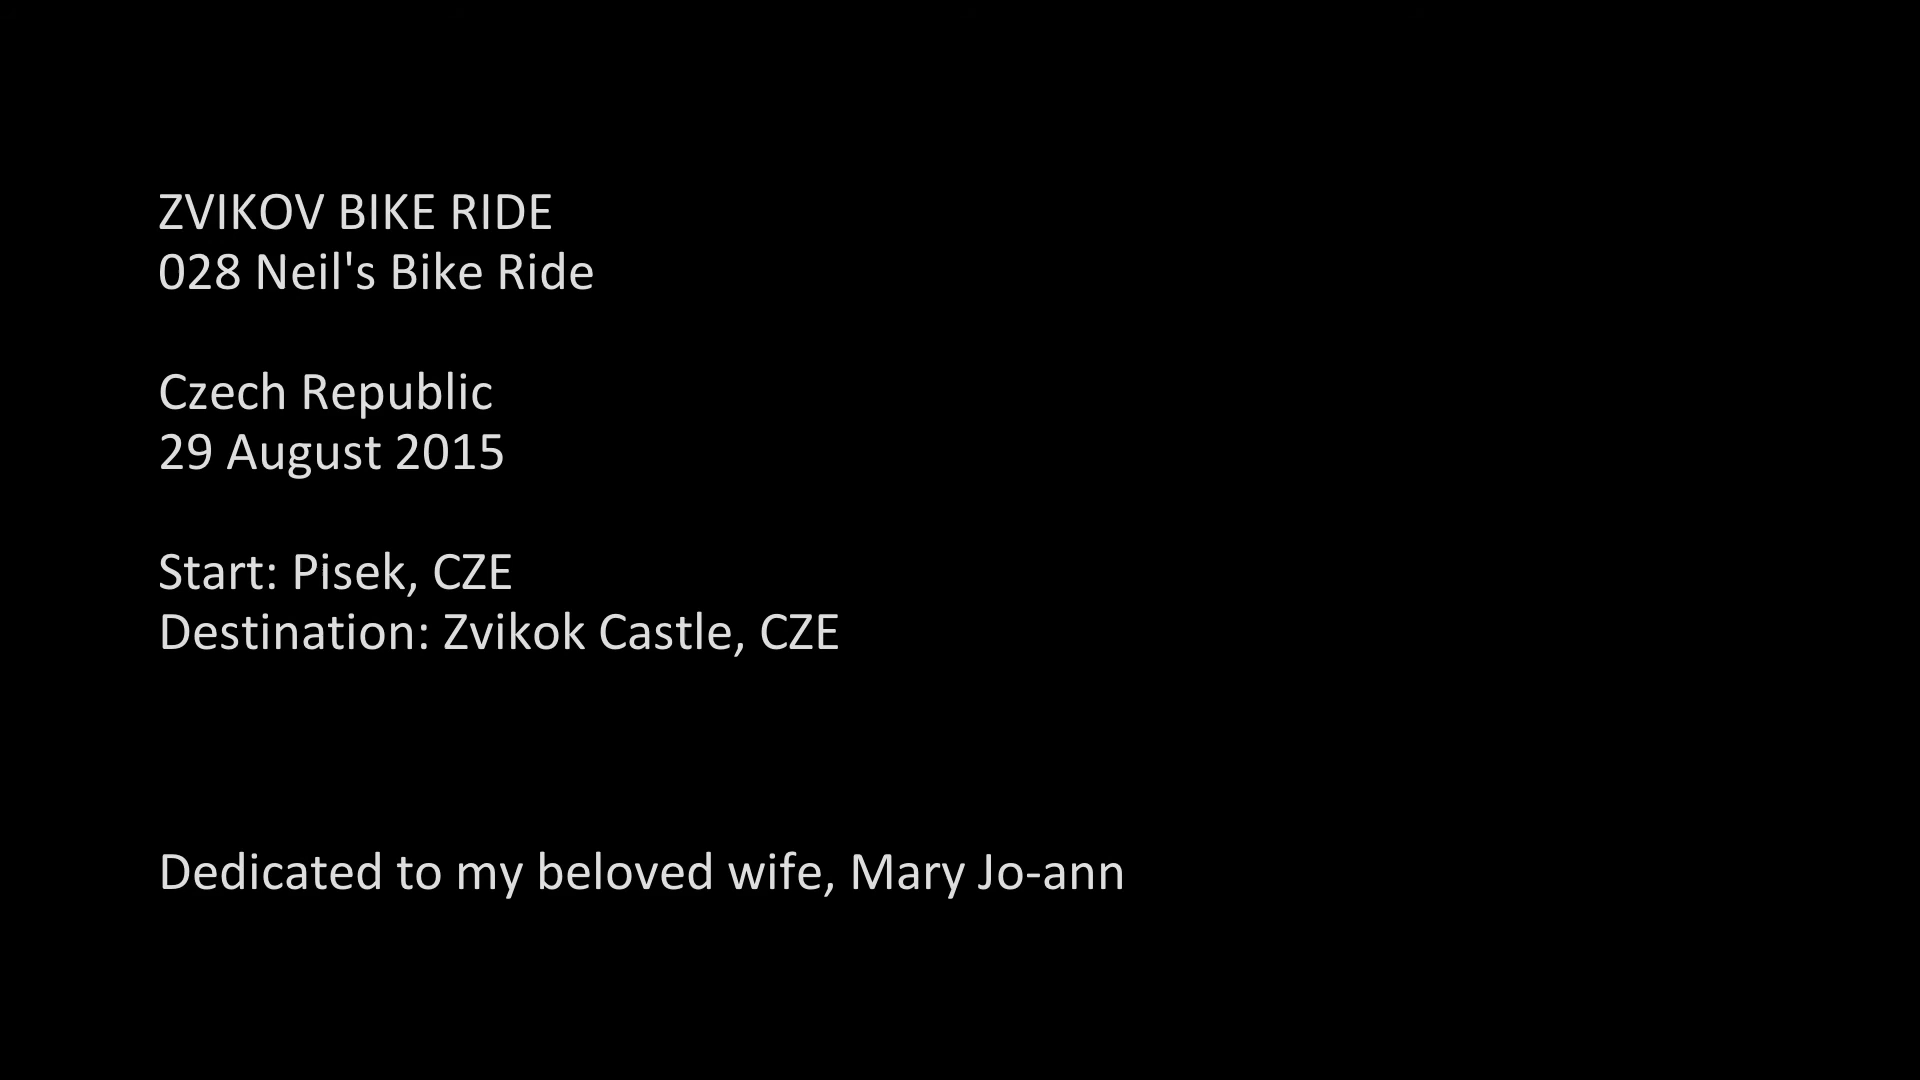 ZVIKOV BIKE RIDE
028 Neil's Bike Ride
Czech Republic
29 August 2015
Start: Pisek, CZE
Destination: Zvikok Castle, CZE
Dedicated to my beloved wife, Mary Jo-ann